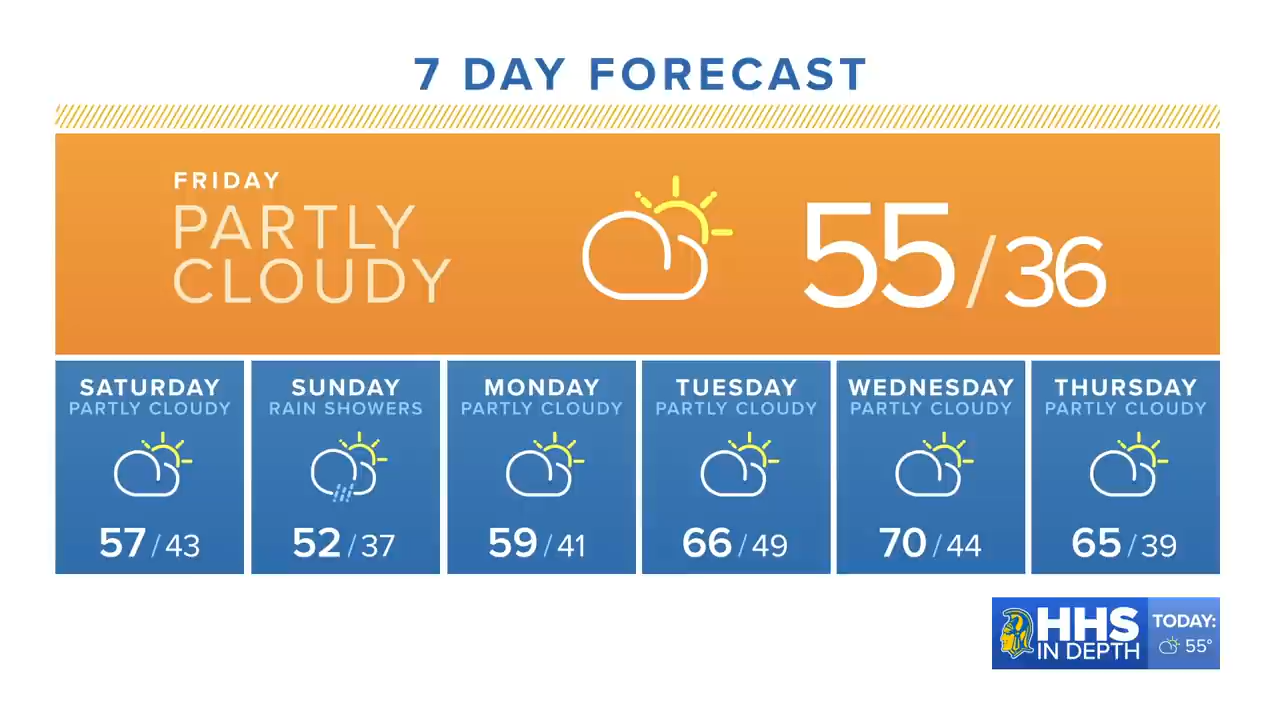 7 DAY FORECAST
FRIDAY
PARTLY
CLOUDY
55/36
SATURDAY
PARTLY CLOUDY
57/43
SUNDAY
RAIN SHOWERS
52/37
MONDAY
PARTLY CLOUDY
59/41
TUESDAY
PARTLY CLOUDY
66/49
WEDNESDAY
PARTLY CLOUDY
70/44
THURSDAY
PARTLY CLOUDY
65/39
HHS
IN DEPTH
TODAY:
55°